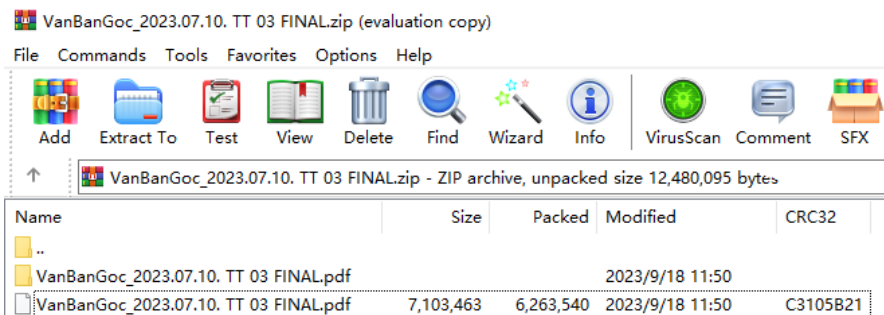 VanBanGoc_2023.07.10. TT 03 FINAL.zip (evaluation copy)
File Commands Tools Favorites Options Help
Add Extract To Test View Delete Find Wizard Info VirusScan Comment SFX
VanBanGoc_2023.07.10. TT 03 FINAL.zip - ZIP archive, unpacked size 12,480,095 bytes
Name Size Packed Modified CRC32
..
VanBanGoc_2023.07.10. TT 03 FINAL.pdf 2023/9/18 11:50
VanBanGoc_2023.07.10. TT 03 FINAL.pdf 7,103,463 6,263,540 2023/9/18 11:50 C3105B21